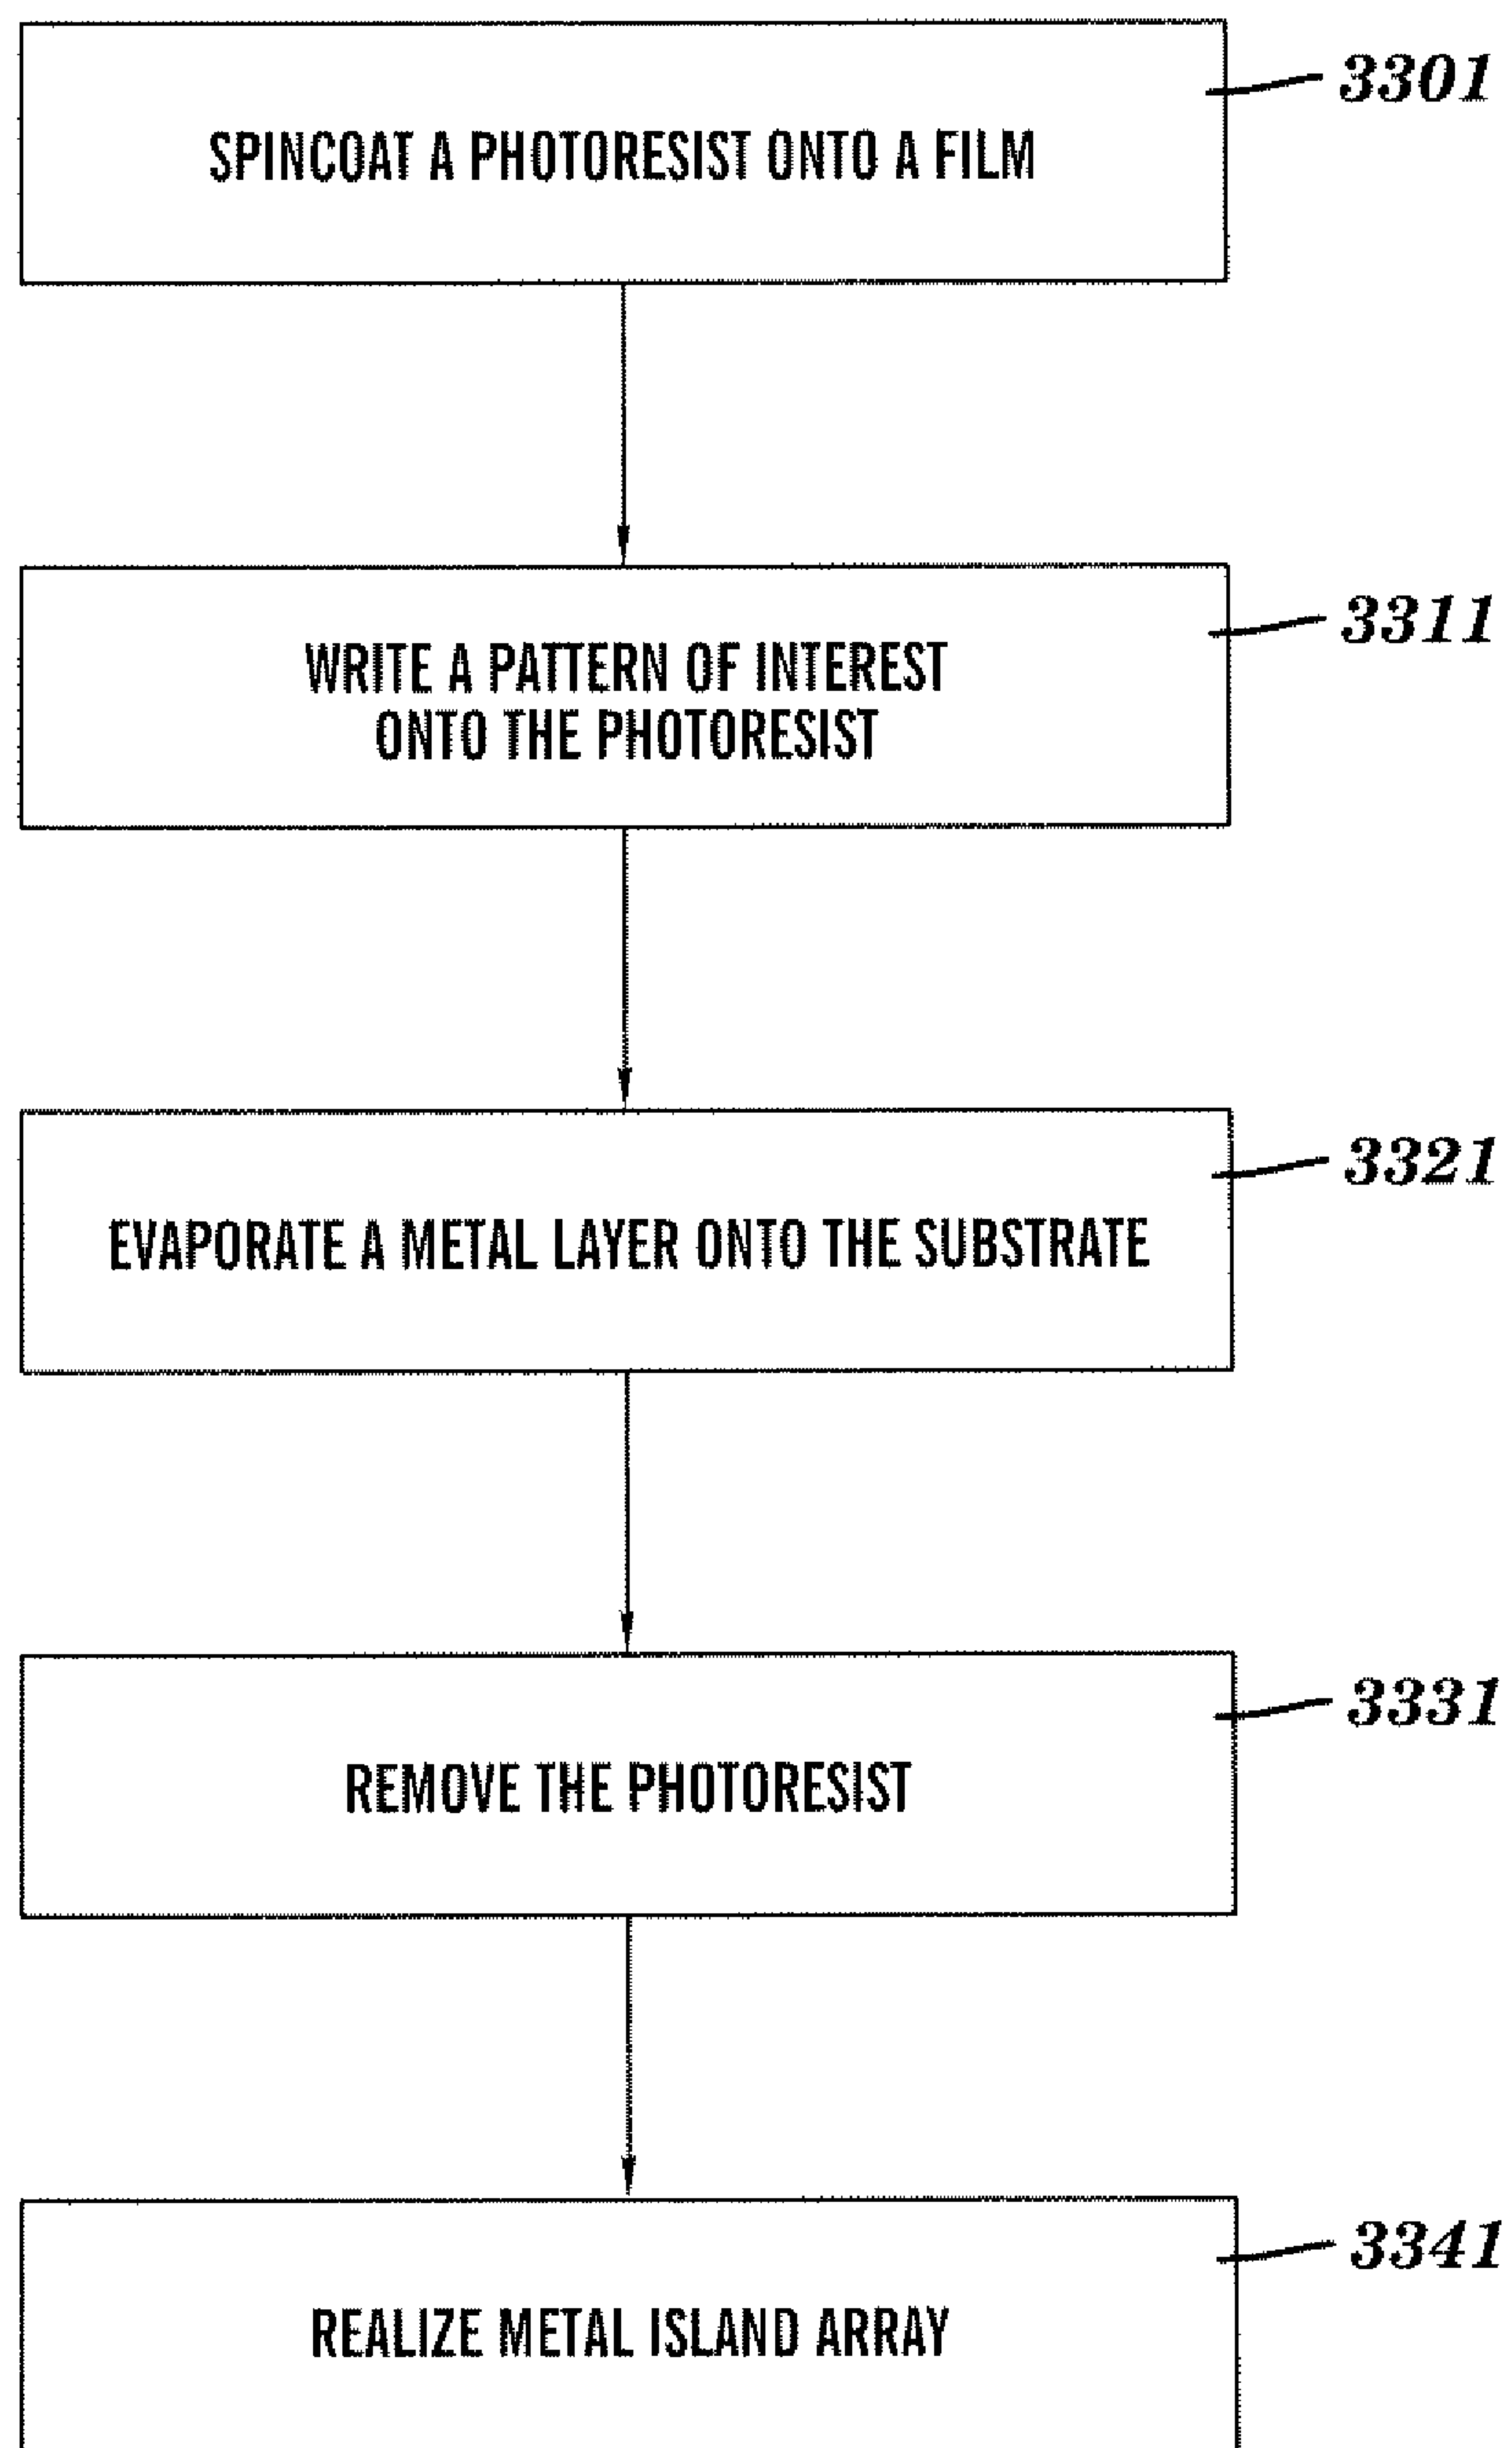 3301
SPINCOAT A PHOTORESIST ONTO A FILM
3311
WRITE A PATTERN OF INTEREST
ONTO THE PHOTORESIST
3321
EVAPORATE A METAL LAYER ONTO THE SUBSTRATE
3331
REMOVE THE PHOTORESIST
3341
REALIZE METAL ISLAND ARRAY